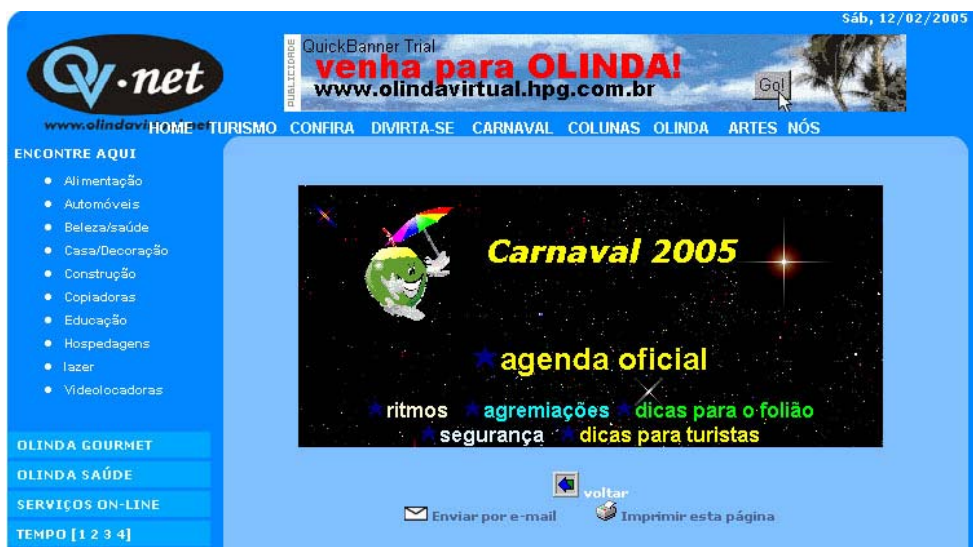 Sáb, 12/02/2005
OV.net
www.olindavi
PUBLICIDADE
QuickBanner Trial
venha para OLINDA!
www.olindavirtual.hpg.com.br
Go!
HOME TURISMO CONFIRA DIVIRTA-SE CARNAVAL COLUNAS OLINDA ARTES NÓS
ENCONTRE AQUI
Alimentação
Automóveis
Beleza/saúde
Casa/Decoração
Construção
Copiadoras
Educação
Hospedagens
lazer
Videolocadoras
OLINDA GOURMET
OLINDA SAÚDE
SERVIÇOS ON-LINE
TEMPO [1 2 3 4]
Carnaval 2005
agenda oficial
ritmos agremiações dicas para o folião
segurança dicas para turistas
voltar
Enviar por e-mail Imprimir esta página